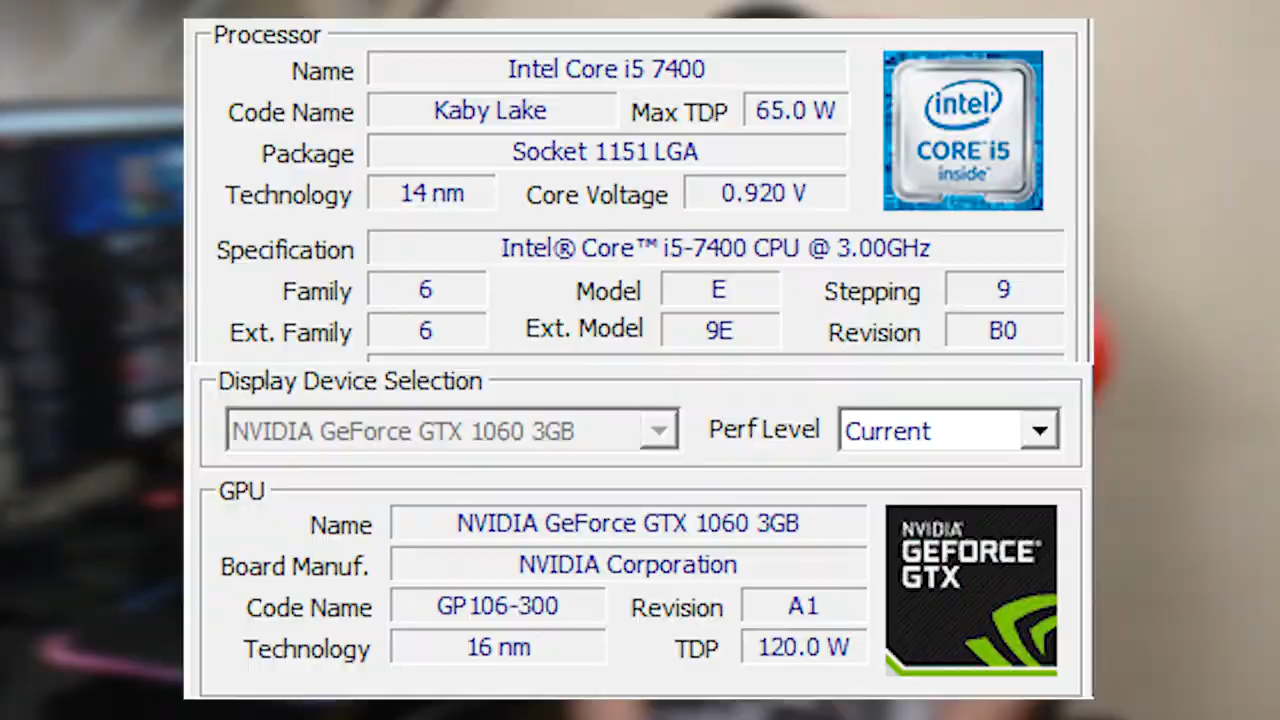 Processor
Name Intel Core i5 7400
Code Name Kaby Lake Max TDP 65.0 W
Package Socket 1151 LGA
Technology 14 nm Core Voltage 0.920 V
intel
CORE™ i5
inside™
Specification Intel® Core™ i5-7400 CPU @ 3.00GHz
Family 6 Model E Stepping 9
Ext. Family 6 Ext. Model 9E Revision B0
Display Device Selection
NVIDIA GeForce GTX 1060 3GB Perf Level Current
GPU
Name NVIDIA GeForce GTX 1060 3GB
Board Manuf. NVIDIA Corporation
Code Name GP106-300 Revision A1
Technology 16 nm TDP 120.0 W
NVIDIA®
GEFORCE®
GTX